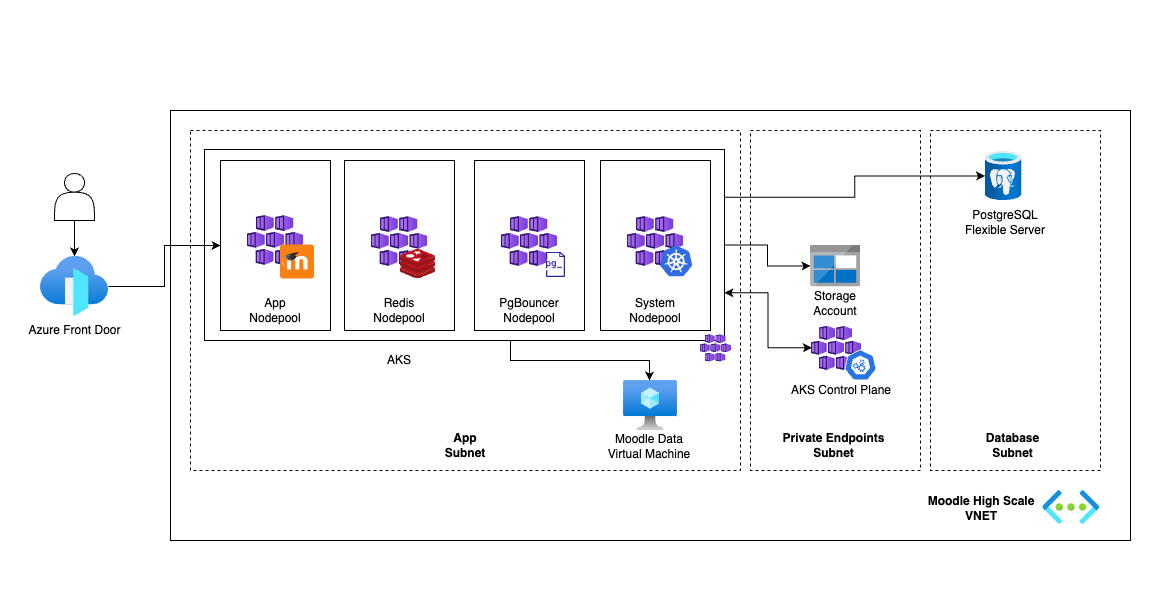 PostgreSQL
Flexible Server
pg_
App
Nodepool
Redis
Nodepool
PgBouncer
Nodepool
System
Nodepool
Storage
Account
Azure Front Door
AKS
AKS Control Plane
App
Subnet
Moodle Data
Virtual Machine
Private Endpoints
Subnet
Database
Subnet
Moodle High Scale
VNET